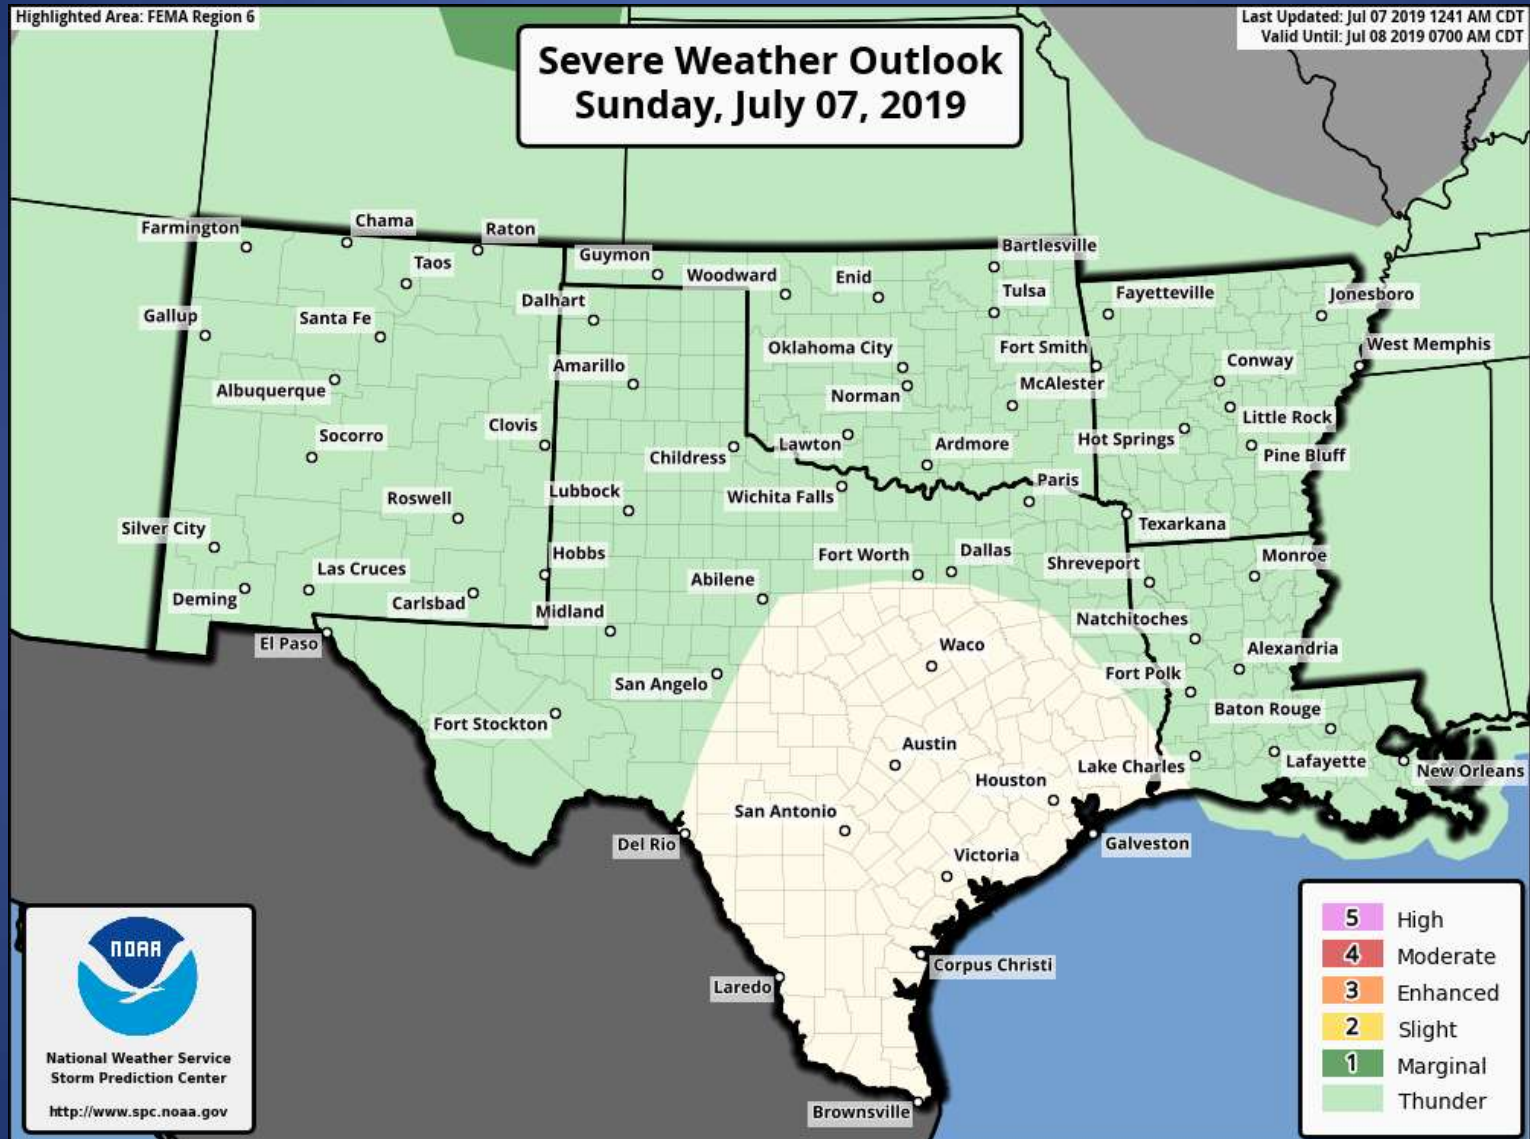 Highlighted Area: FEMA Region 6
Last Updated: Jul 07 2019 1241 AM CDT
Valid Until: Jul 08 2019 0700 AM CDT
Severe Weather Outlook
Sunday, July 07, 2019
Farmington
Chama
Raton
Taos
Guymon
Woodward
Enid
Bartlesville
Tulsa
Fayetteville
Jonesboro
Dalhart
Gallup
Santa Fe
Oklahoma City
Fort Smith
West Memphis
Conway
Amarillo
Albuquerque
Norman
McAlester
Little Rock
Clovis
Socorro
Childress
Lawton
Ardmore
Hot Springs
Pine Bluff
Roswell
Lubbock
Wichita Falls
Paris
Silver City
Texarkana
Hobbs
Fort Worth
Dallas
Shreveport
Monroe
Las Cruces
Abilene
Deming
Carlsbad
Midland
Natchitoches
El Paso
Waco
Alexandria
San Angelo
Fort Polk
Fort Stockton
Baton Rouge
Austin
Houston
Lake Charles
Lafayette
New Orleans
San Antonio
Del Rio
Victoria
Galveston
Corpus Christi
Laredo
Brownsville
NOAA
National Weather Service
Storm Prediction Center
http://www.spc.noaa.gov
5 High
4 Moderate
3 Enhanced
2 Slight
1 Marginal
Thunder